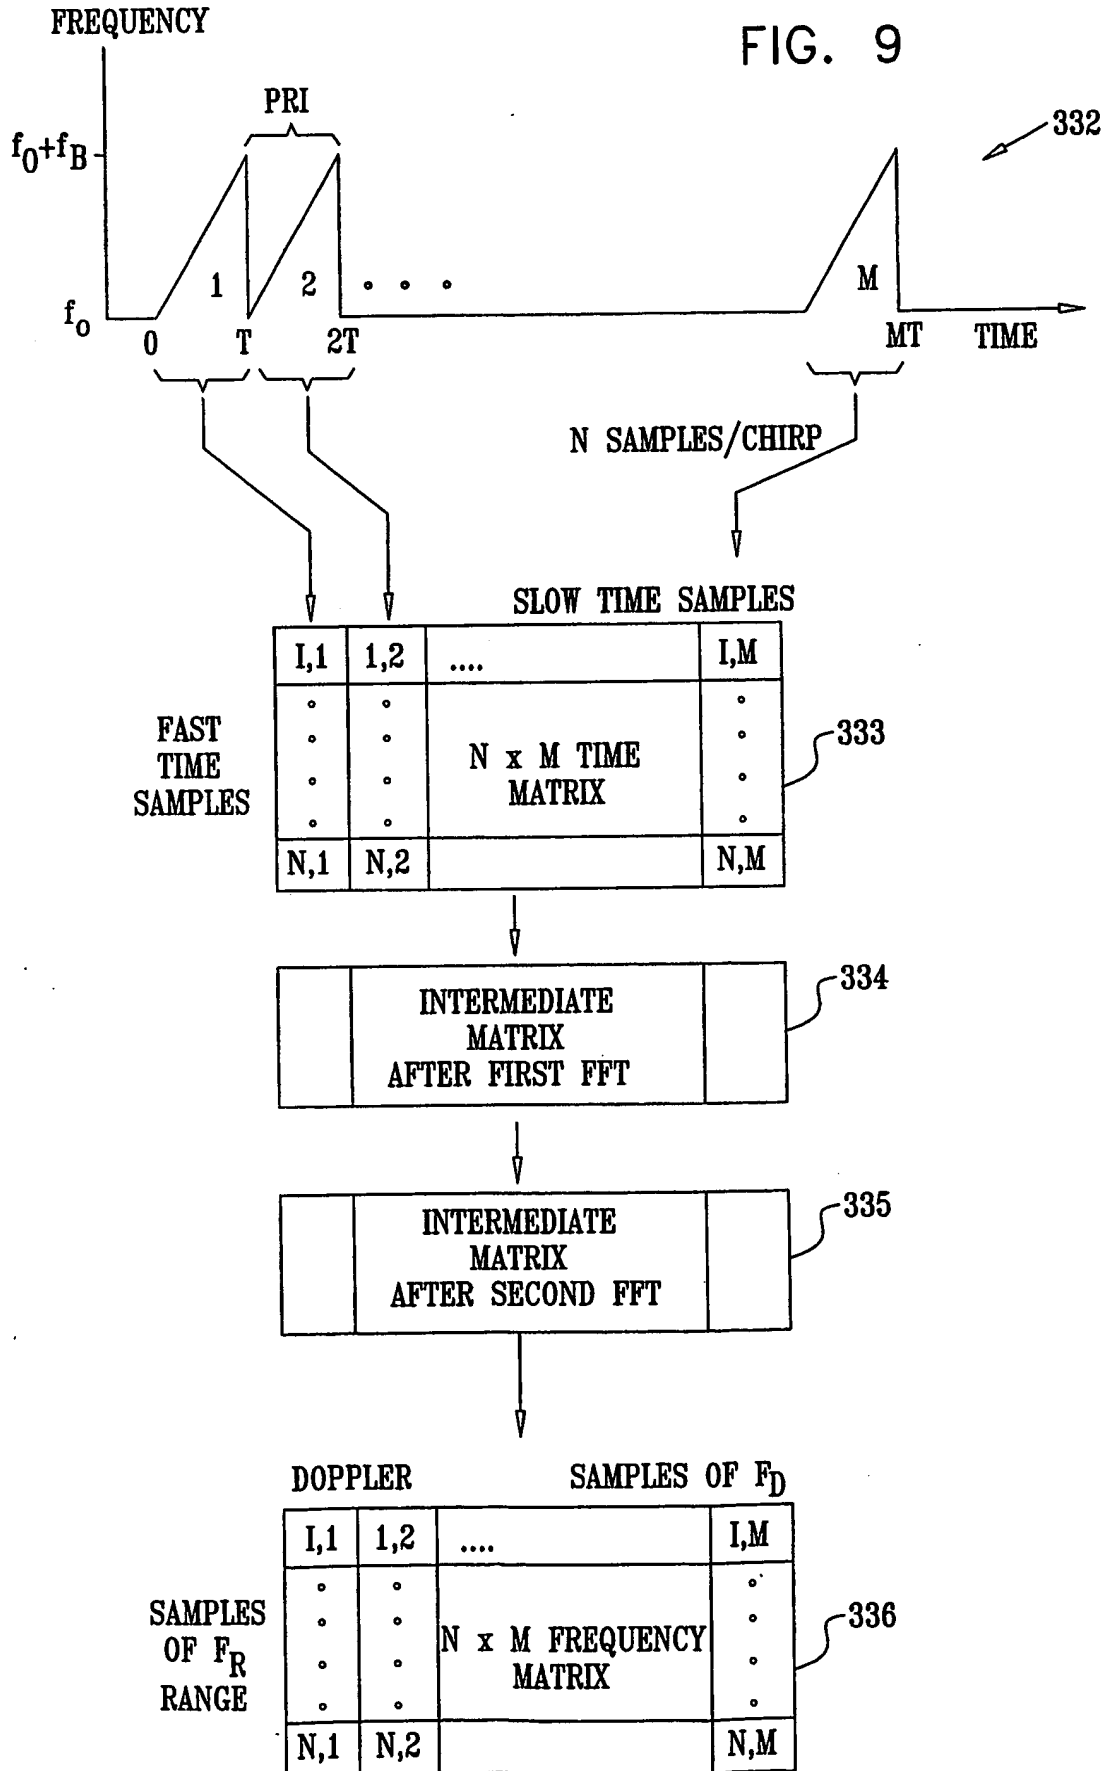 FREQUENCY
FIG. 9
PRI
332
f0+fB
1 2 . . . M
fo
0 T 2T MT TIME
N SAMPLES/CHIRP
SLOW TIME SAMPLES
I,1 1,2 .... I,M
FAST
TIME
SAMPLES
N x M TIME
MATRIX
333
N,1 N,2 N,M
INTERMEDIATE
MATRIX
AFTER FIRST FFT
334
INTERMEDIATE
MATRIX
AFTER SECOND FFT
335
DOPPLER SAMPLES OF FD
I,1 1,2 .... I,M
SAMPLES
OF FR
RANGE
N x M FREQUENCY
MATRIX
336
N,1 N,2 N,M